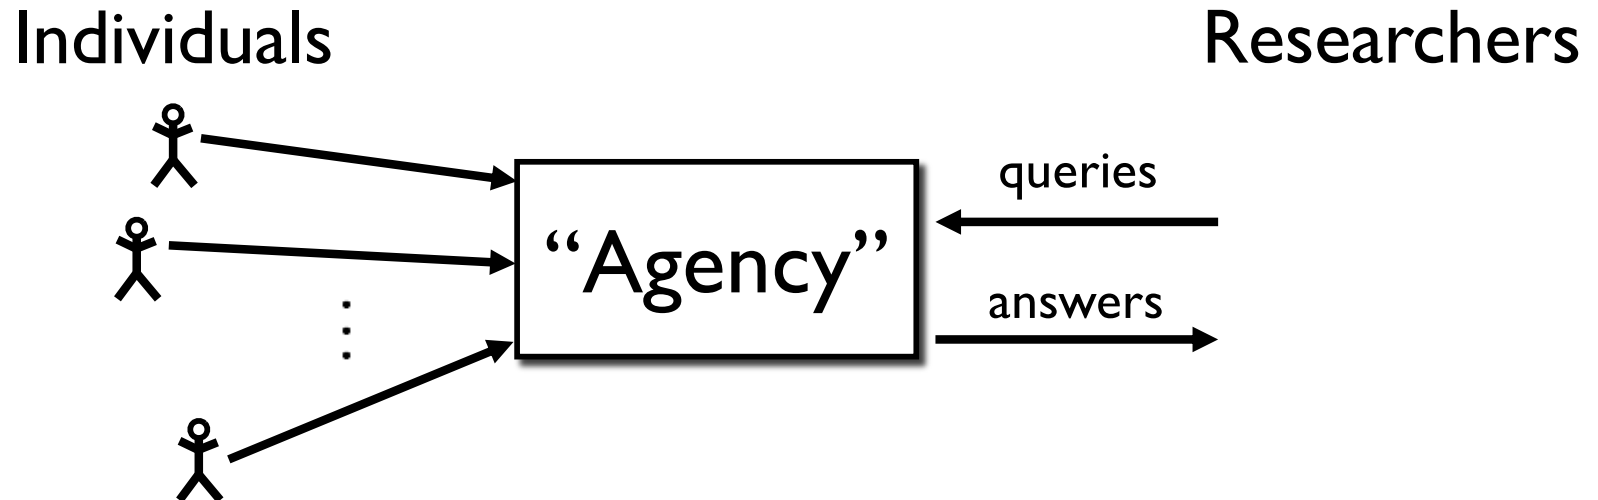 Individuals
Researchers
queries
“Agency”
answers